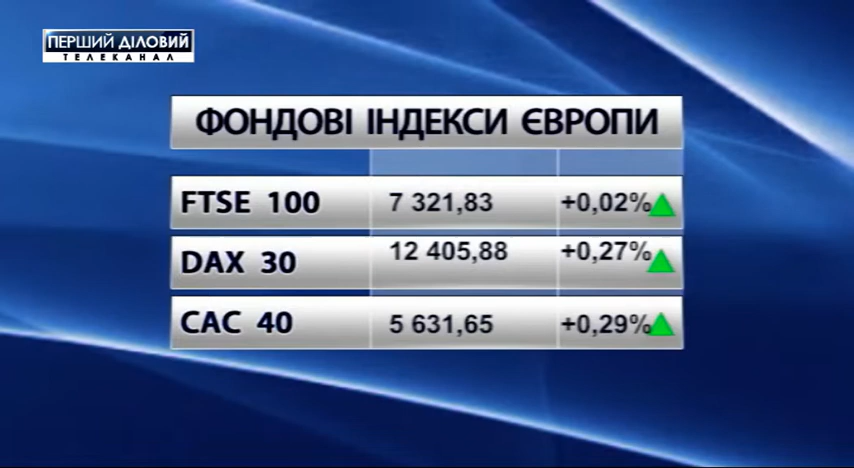 ПЕРШИЙ ДІЛОВИЙ
ТЕЛЕКАНАЛ
ФОНДОВІ ІНДЕКСИ ЄВРОПИ
FTSE 100 7 321,83 +0,02%
DAX 30 12 405,88 +0,27%
CAC 40 5 631,65 +0,29%